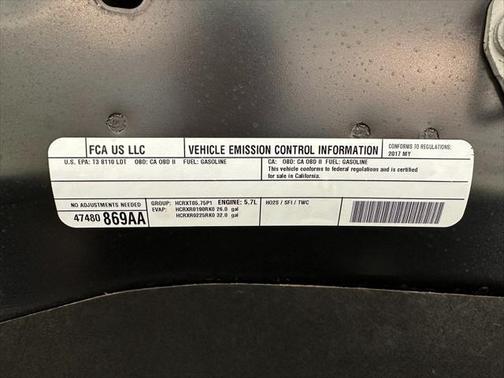 FCA US LLC
VEHICLE EMISSION CONTROL INFORMATION
CONFORMS TO REGULATIONS:
2017 MY
U.S. EPA: T3 B110 LDT OBD: CA OBD II FUEL: GASOLINE
CA: OBD: CA OBD II FUEL: GASOLINE
This vehicle conforms to federal regulations and is certified
for sale in California.
NO ADJUSTMENTS NEEDED
47480 869AA
GROUP: HCRXT05.75P1 ENGINE: 5.7L
EVAP: HCRXR0190RK0 26.0 gal
HCRXR0225RK0 32.0 gal
HO2S / SFI / TWC